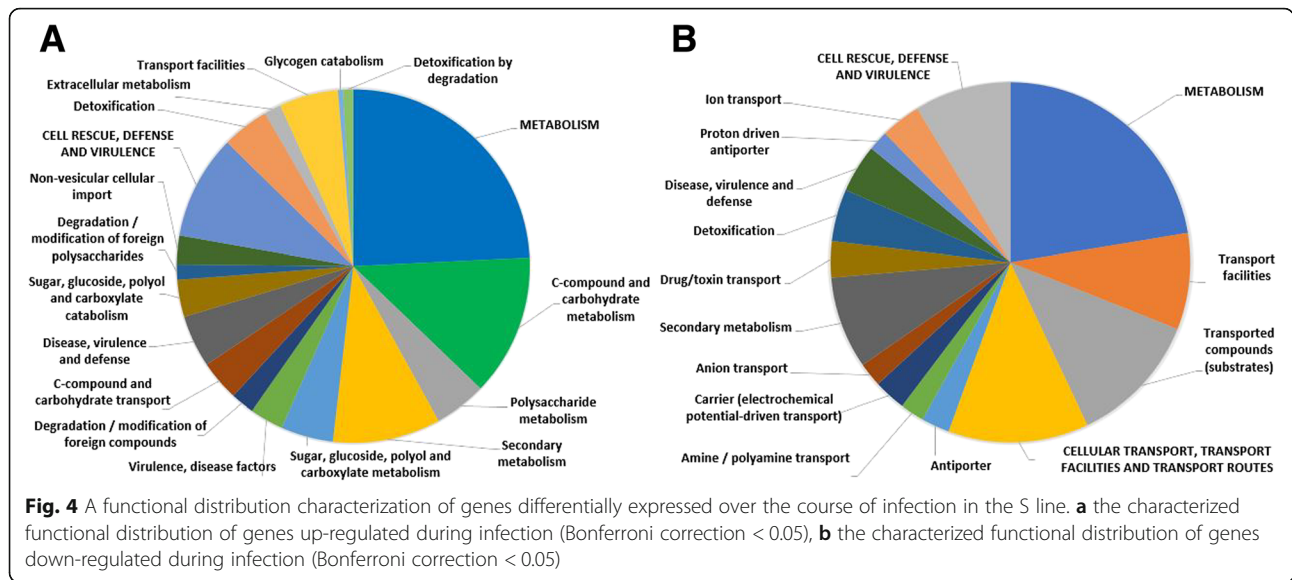 A
Transport facilities
Glycogen catabolism
Detoxification by
degradation
Extracellular metabolism
Detoxification
METABOLISM
CELL RESCUE, DEFENSE
AND VIRULENCE
Non-vesicular cellular
import
Degradation /
modification of foreign
polysaccharides
C-compound and
carbohydrate
metabolism
Sugar, glucoside, polyol
and carboxylate
catabolism
Disease, virulence
and defense
C-compound and
carbohydrate transport
Polysaccharide
metabolism
Degradation / modification
of foreign compounds
Secondary
metabolism
Virulence, disease factors
Sugar, glucoside, polyol and
carboxylate metabolism
B
CELL RESCUE, DEFENSE
AND VIRULENCE
METABOLISM
Ion transport
Proton driven
antiporter
Disease, virulence and
defense
Detoxification
Transport
facilities
Drug/toxin transport
Secondary metabolism
Transported
compounds
(substrates)
Anion transport
Carrier (electrochemical
potential-driven transport)
Amine / polyamine transport
Antiporter
CELLULAR TRANSPORT, TRANSPORT
FACILITIES AND TRANSPORT ROUTES
Fig. 4 A functional distribution characterization of genes differentially expressed over the course of infection in the S line. a the characterized
functional distribution of genes up-regulated during infection (Bonferroni correction < 0.05), b the characterized functional distribution of genes
down-regulated during infection (Bonferroni correction < 0.05)